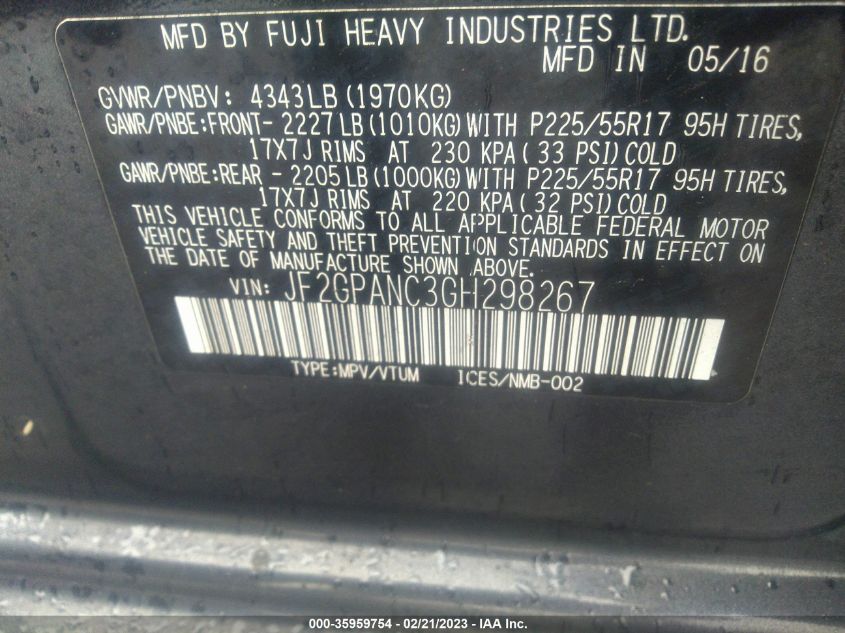 MFD BY FUJI HEAVY INDUSTRIES LTD.
MFD IN 05/16
GVWR/PNBV: 4343LB(1970KG)
GAWR/PNBE:FRONT-2227LB(1010KG)WITH P225/55R17 95H TIRES,
17X7J RIMS AT 230 KPA(33 PSI)COLD
GAWR/PNBE:REAR -2205LB(1000KG)WITH P225/55R17 95H TIRES,
17X7J RIMS AT 220 KPA(32 PSI)COLD
THIS VEHICLE CONFORMS TO ALL APPLICABLE FEDERAL MOTOR
VEHICLE SAFETY AND THEFT PREVENTION STANDARDS IN EFFECT ON
THE DATE OF MANUFACTURE SHOWN ABOVE.
VIN: JF2GPANC3GH298267
TYPE:MPV/VTUM ICES/NMB-002
000-35959754 - 02/21/2023 - IAA Inc.